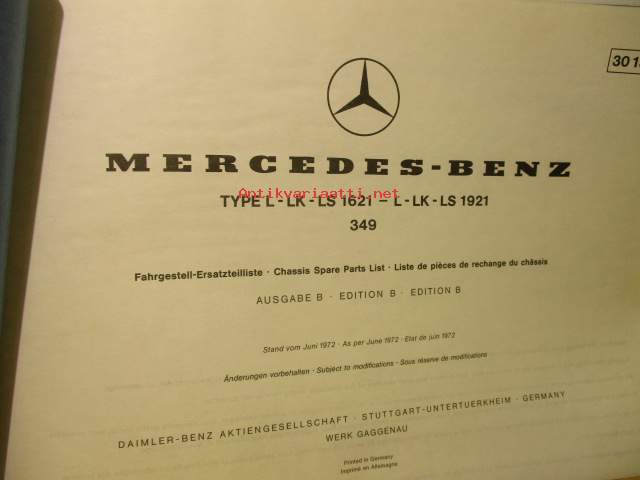 MERCEDES-BENZ
Antikvariaatti.net
TYPE L - LK - LS 1621 – L - LK - LS 1921
349
Fahrgestell-Ersatzteilliste · Chassis Spare Parts List · Liste de pièces de rechange du châssis
AUSGABE B · EDITION B · EDITION B
Stand vom Juni 1972 · As per June 1972 · Etat de juin 1972
Änderungen vorbehalten · Subject to modifications · Sous réserve de modifications
DAIMLER-BENZ AKTIENGESELLSCHAFT · STUTTGART-UNTERTUERKHEIM · GERMANY
WERK GAGGENAU
Printed in Germany
Imprimé en Allemagne